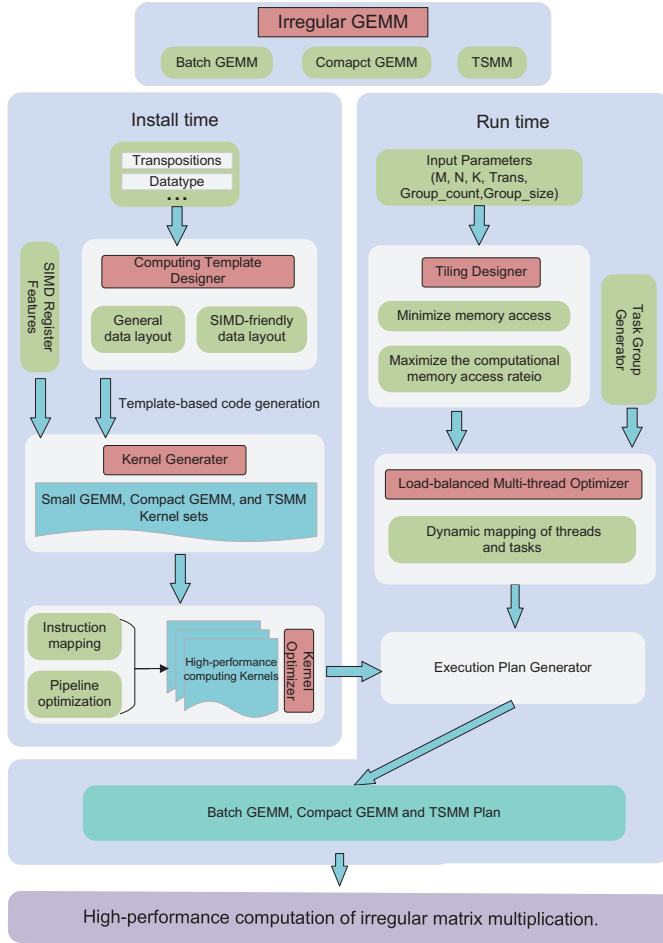 Irregular GEMM
Batch GEMM
Comapct GEMM
TSMM
Install time
Transpositions
Datatype
...
SIMD Register
Features
Computing Template
Designer
General
data layout
SIMD-friendly
data layout
Template-based code generation
Kernel Generater
Small GEMM, Compact GEMM, and TSMM
Kernel sets
Instruction
mapping
Pipeline
optimization
High-performance
computing Kernels
Kernel
Optimizer
Run time
Input Parameters
(M, N, K, Trans,
Group_count,Group_size)
Tiling Designer
Minimize memory access
Maximize the computational
memory access rateio
Task Group
Generator
Load-balanced Multi-thread Optimizer
Dynamic mapping of threads
and tasks
Execution Plan Generator
Batch GEMM, Compact GEMM and TSMM Plan
High-performance computation of irregular matrix multiplication.